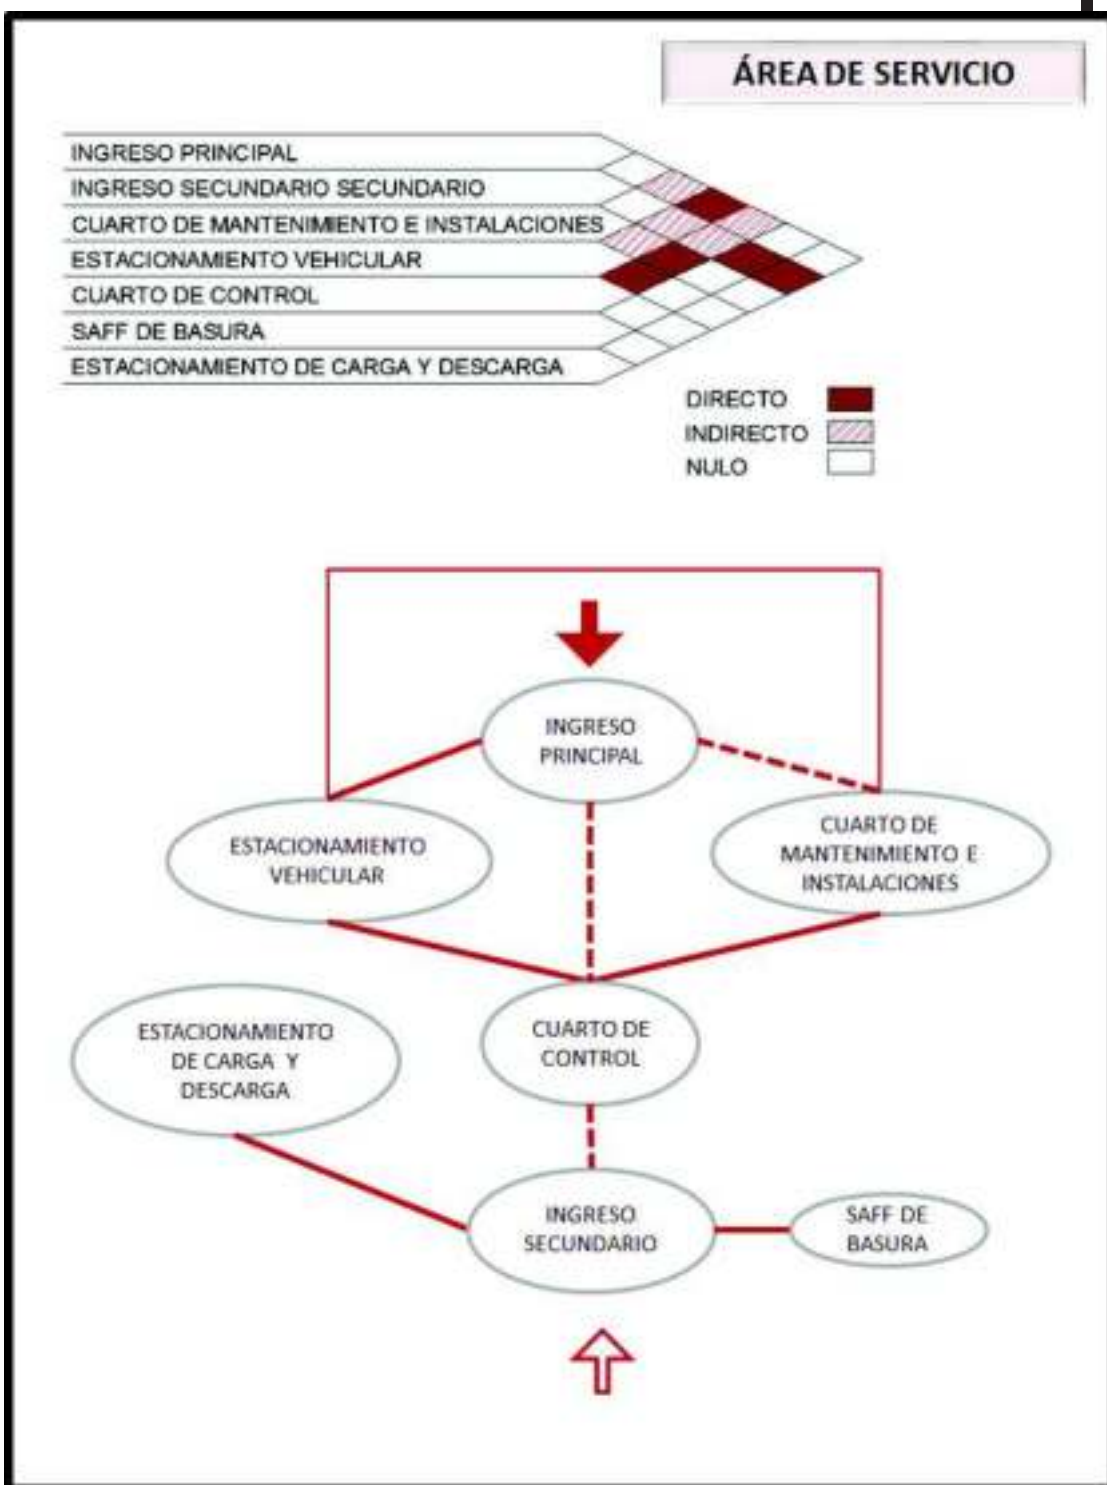 ÁREA DE SERVICIO
INGRESO PRINCIPAL
INGRESO SECUNDARIO SECUNDARIO
CUARTO DE MANTENIMIENTO E INSTALACIONES
ESTACIONAMIENTO VEHICULAR
CUARTO DE CONTROL
SAFF DE BASURA
ESTACIONAMIENTO DE CARGA Y DESCARGA
DIRECTO
INDIRECTO
NULO
INGRESO
PRINCIPAL
ESTACIONAMIENTO
VEHICULAR
CUARTO DE
MANTENIMIENTO E
INSTALACIONES
ESTACIONAMIENTO
DE CARGA Y
DESCARGA
CUARTO DE
CONTROL
INGRESO
SECUNDARIO
SAFF DE
BASURA